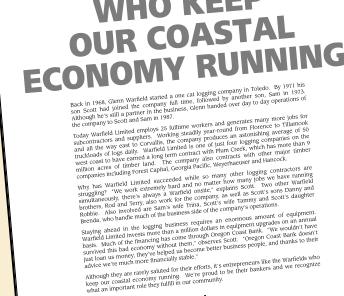 WHO KEEP
OUR COASTAL
ECONOMY RUNNING
Back in 1968, Glenn Warfield started a one cat logging company in Toledo. By 1971 his
son Scott had joined the company full time, followed by another son, Sam in 1973.
Although he's still a partner in the business, Glenn handed over day to day operations of
the company to Scott and Sam in 1987.
Today Warfield Limited employs 25 fulltime workers and generates many more jobs for
subcontractors and suppliers. Working steady year-round from Florence to Tillamook
and all the way east to Corvallis, the company produces an astonishing average of 50
truckloads of logs daily. Warfield Limited is one of just four logging companies on the
west coast to have earned a long term contract with Plum Creek, which has more than 9
million acres of timber land. The company also contracts with other major timber
companies including Forest Capital, Georgia Pacific, Weyerhaeuser and Hancock.
Why has Warfield Limited succeeded while so many other logging contractors are
struggling? "We work extremely hard and no matter how many jobs we have running
simultaneously, there's always a Warfield onsite," explains Scott. Two other Warfield
brothers, Rod and Terry, also work for the company, as well as Scott's sons Danny and
Robbie. Also involved are Sam's wife Trina, Scott's wife Tammy and Scott's daughter
Brenda, who handle much of the business side of the company's operations.
Staying ahead in the logging business requires an enormous amount of equipment.
Warfield Limited invests more than a million dollars in equipment upgrades on an annual
basis. Much of the financing has come through Oregon Coast Bank. "We wouldn't have
survived this bad economy without them," observes Scott. "Oregon Coast Bank doesn't
just loan us money, they've helped us become better business people, and thanks to their
advice we're much more financially stable."
Although they are rarely saluted for their efforts, it's entrepreneurs like the Warfields who
keep our coastal economy running. We're proud to be their bankers and we recognize
what an important role they fulfill in our community.